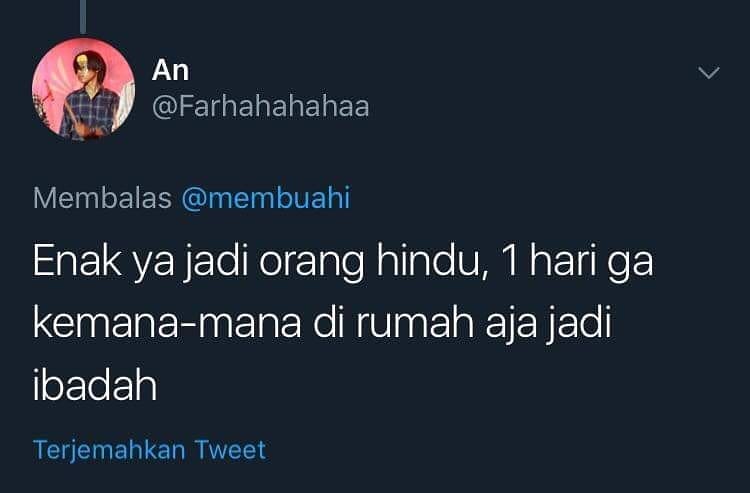 An
@Farhahahahaa
Membalas @membuahi
Enak ya jadi orang hindu, 1 hari ga
kemana-mana di rumah aja jadi
ibadah
Terjemahkan Tweet